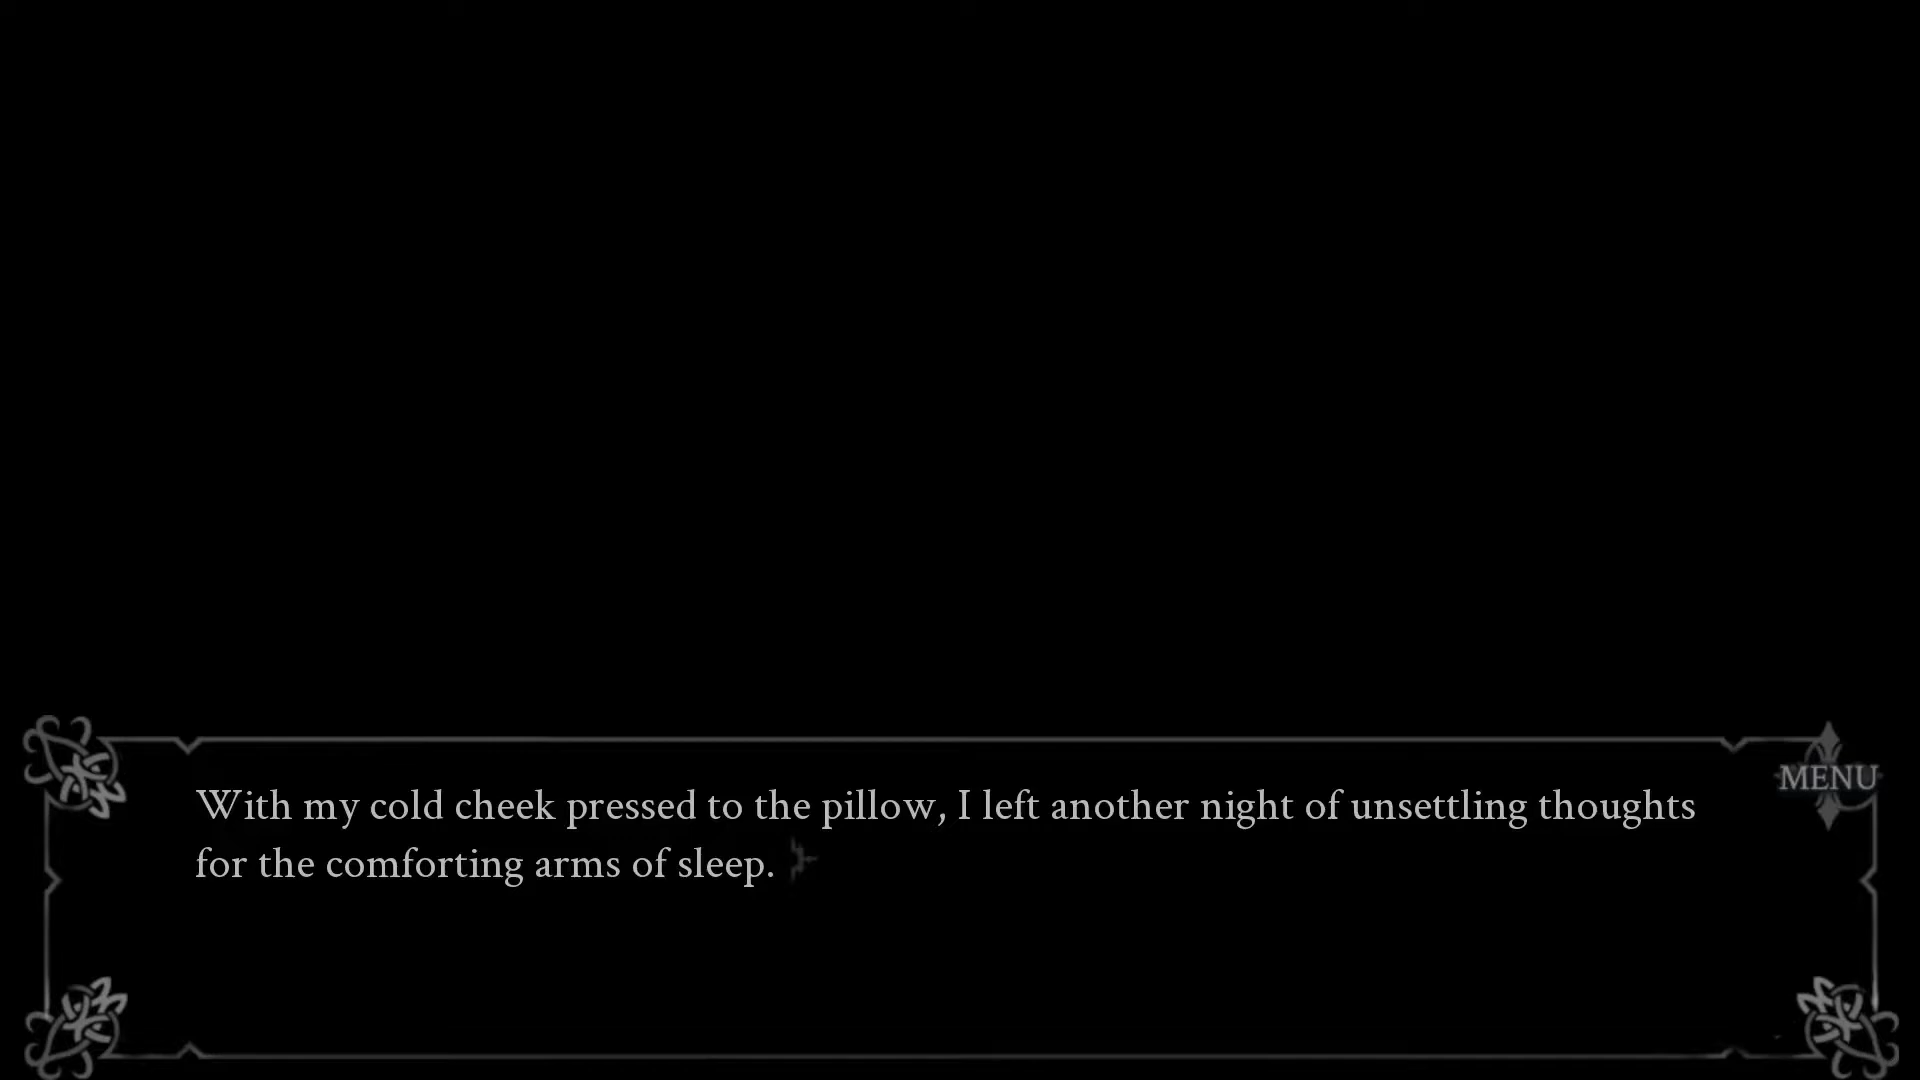 MENU
With my cold cheek pressed to the pillow, I left another night of unsettling thoughts
for the comforting arms of sleep.